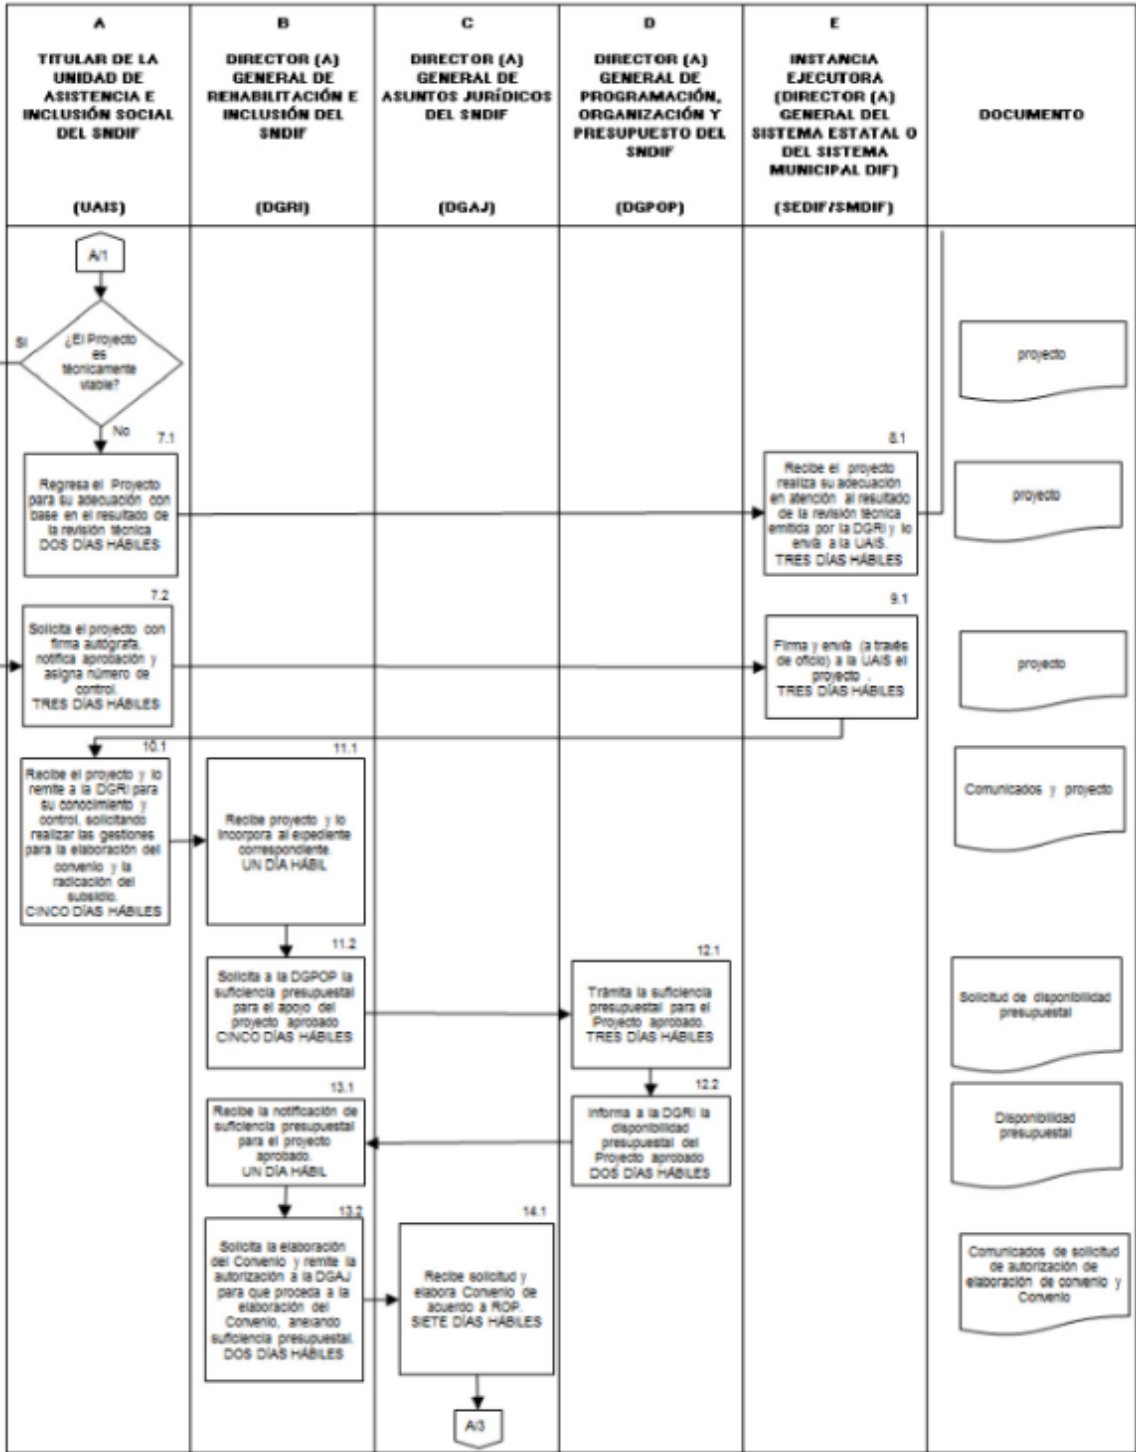 A
TITULAR DE LA
UNIDAD DE
ASISTENCIA E
INCLUSIÓN SOCIAL
DEL SNDIF
(UAIS)
B
DIRECTOR (A)
GENERAL DE
REHABILITACIÓN E
INCLUSIÓN DEL
SNDIF
(DGRI)
C
DIRECTOR (A)
GENERAL DE
ASUNTOS JURÍDICOS
DEL SNDIF
(DGAJ)
D
DIRECTOR (A)
GENERAL DE
PROGRAMACIÓN,
ORGANIZACIÓN Y
PRESUPUESTO DEL
SNDIF
(DGPOP)
E
INSTANCIA
EJECUTORA
(DIRECTOR (A)
GENERAL DEL
SISTEMA ESTATAL O
DEL SISTEMA
MUNICIPAL DIF)
(SEDIF/SMDIF)
DOCUMENTO
A/1
SI
¿El Proyecto
es
técnicamente
viable?
No
proyecto
7.1
Regresa el Proyecto
para su adecuación con
base en el resultado de
la revisión técnica
DOS DÍAS HÁBILES
8.1
Recibe el proyecto
realiza su adecuación
en atención al resultado
de la revisión técnica
emitida por la DGRI y lo
envía a la UAIS.
TRES DÍAS HÁBILES
proyecto
7.2
Solicita el proyecto con
firma autógrafa,
notifica aprobación y
asigna número de
control.
TRES DÍAS HÁBILES
9.1
Firma y envía (a través
de oficio) a la UAIS el
proyecto .
TRES DÍAS HÁBILES
proyecto
10.1
Recibe el proyecto y lo
remite a la DGRI para
su conocimiento y
control, solicitando
realizar las gestiones
para la elaboración del
convenio y la
radicación del
subsidio.
CINCO DÍAS HÁBILES
11.1
Recibe proyecto y lo
incorpora al expediente
correspondiente.
UN DÍA HÁBIL
Comunicados y proyecto
11.2
Solicita a la DGPOP la
suficiencia presupuestal
para el apoyo del
proyecto aprobado
CINCO DÍAS HÁBILES
12.1
Trámita la suficiencia
presupuestal para el
Proyecto aprobado.
TRES DÍAS HÁBILES
Solicitud de disponibilidad
presupuestal
13.1
Recibe la notificación de
suficiencia presupuestal
para el proyecto
aprobado.
UN DÍA HÁBIL
12.2
Informa a la DGRI la
disponibilidad
presupuestal del
Proyecto aprobado
DOS DÍAS HÁBILES
Disponibilidad
presupuestal
13.2
Solicita la elaboración
del Convenio y remite la
autorización a la DGAJ
para que proceda a la
elaboración del
Convenio, anexando
suficiencia presupuestal.
DOS DÍAS HÁBILES
14.1
Recibe solicitud y
elabora Convenio de
acuerdo a ROP.
SIETE DÍAS HÁBILES
Comunicados de solicitud
de autorización de
elaboración de convenio y
Convenio
A/3